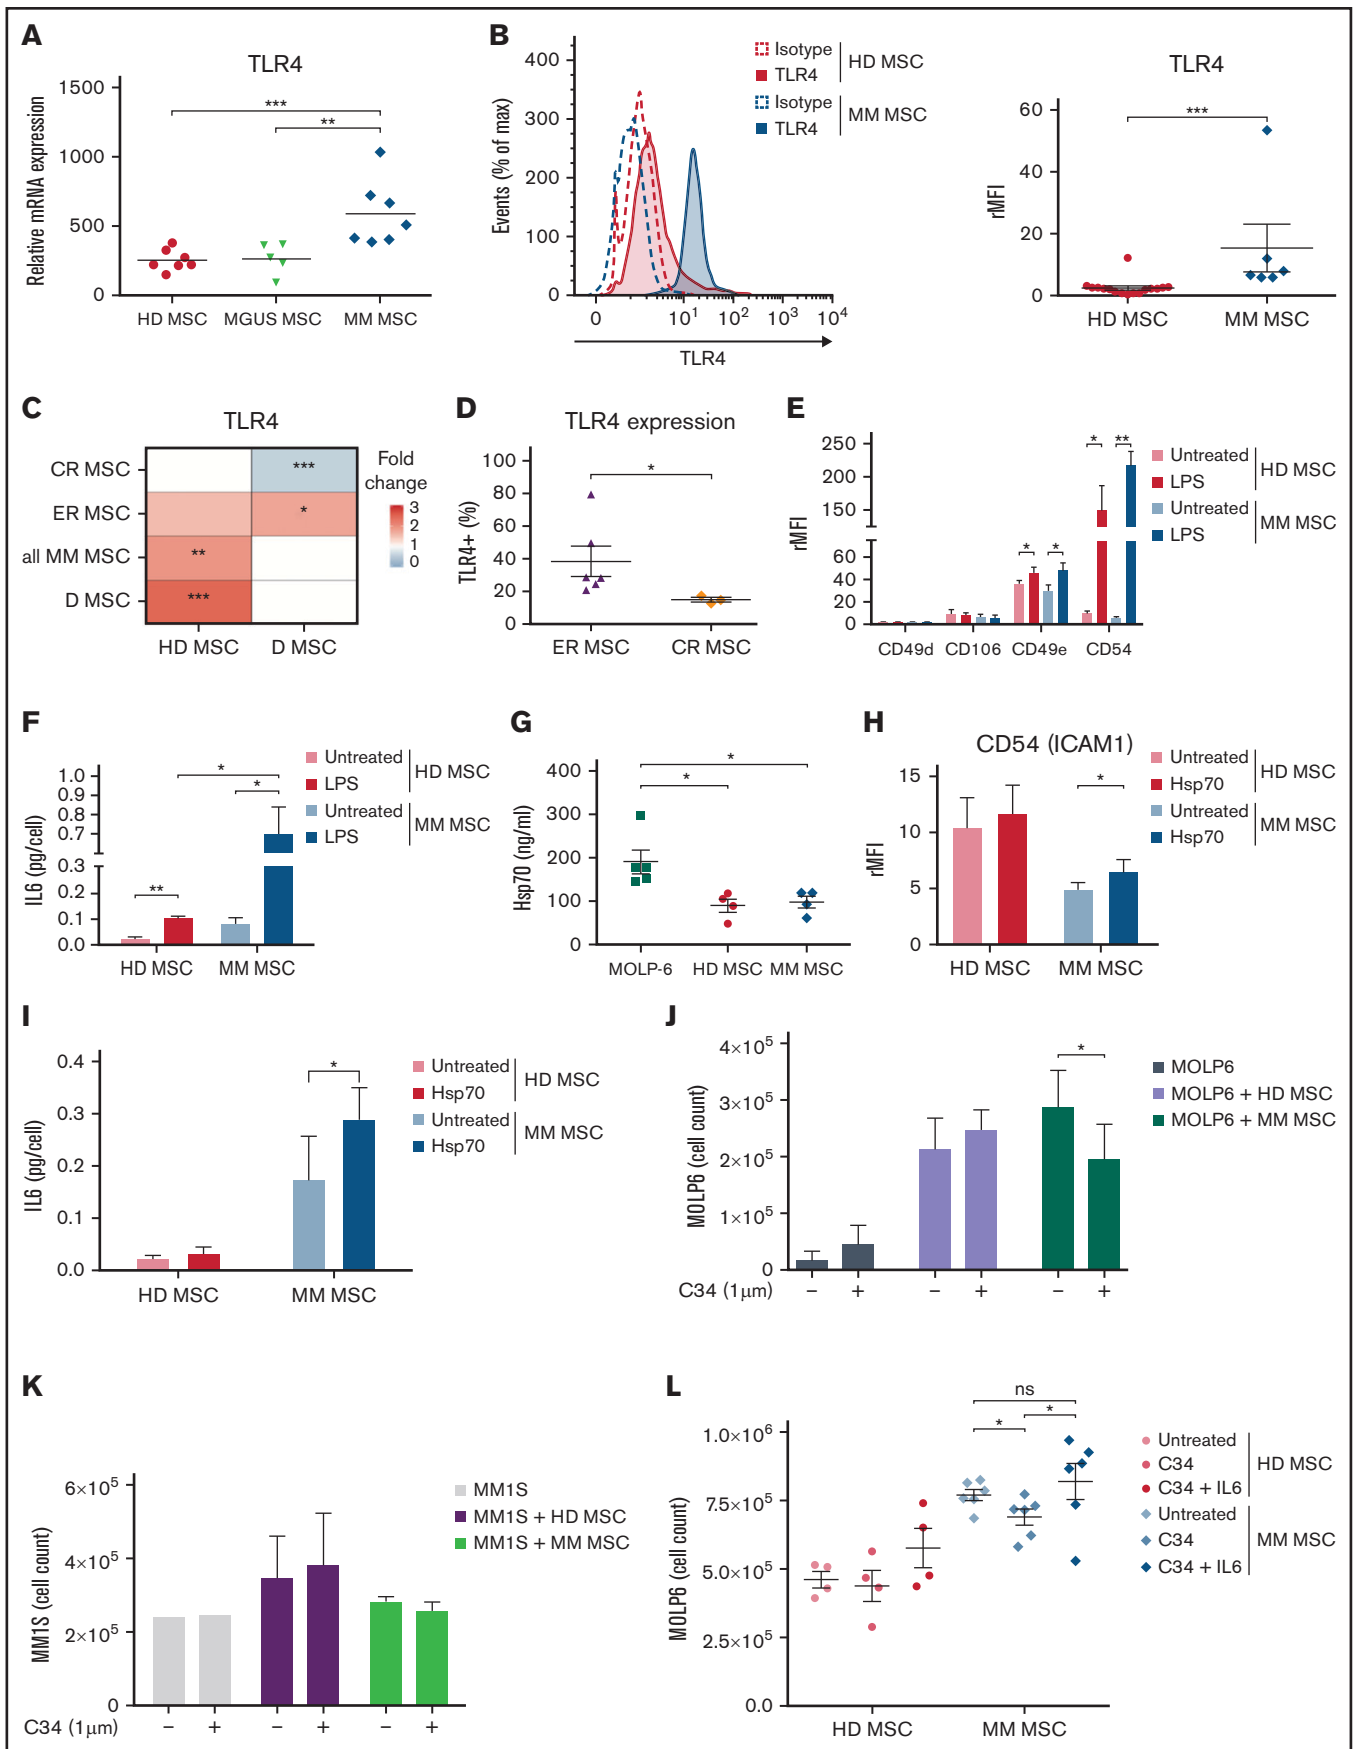 A
TLR4
Relative mRNA expression
1500
1000
500
0
***
**
HD MSC
MGUS MSC
MM MSC
B
Events (% of max)
400
300
200
100
0
0
10¹
10²
10³
10⁴
TLR4
Isotype
TLR4
HD MSC
Isotype
TLR4
MM MSC
TLR4
rMFI
60
40
20
0
***
HD MSC
MM MSC
C
TLR4
CR MSC
ER MSC
all MM MSC
D MSC
***
*
**
***
HD MSC
D MSC
Fold
change
3
2
1
0
D
TLR4 expression
TLR4+ (%)
100
80
60
40
20
0
*
ER MSC
CR MSC
E
rMFI
250
200
150
60
40
20
0
*
*
*
**
CD49d
CD106
CD49e
CD54
Untreated
LPS
HD MSC
Untreated
LPS
MM MSC
F
IL6 (pg/cell)
1.0
0.9
0.8
0.7
0.3
0.2
0.1
0.0
**
*
*
HD MSC
MM MSC
Untreated
LPS
HD MSC
Untreated
LPS
MM MSC
G
Hsp70 (ng/ml)
400
300
200
100
0
*
*
MOLP-6
HD MSC
MM MSC
H
CD54 (ICAM1)
rMFI
15
10
5
0
*
HD MSC
MM MSC
Untreated
Hsp70
HD MSC
Untreated
Hsp70
MM MSC
I
IL6 (pg/cell)
0.4
0.3
0.2
0.1
0.0
*
HD MSC
MM MSC
Untreated
Hsp70
HD MSC
Untreated
Hsp70
MM MSC
J
MOLP6 (cell count)
4×10⁵
3×10⁵
2×10⁵
1×10⁵
0
*
C34 (1μm)
− + − + − +
MOLP6
MOLP6 + HD MSC
MOLP6 + MM MSC
K
MM1S (cell count)
6×10⁵
4×10⁵
2×10⁵
0
C34 (1μm)
− + − + − +
MM1S
MM1S + HD MSC
MM1S + MM MSC
L
MOLP6 (cell count)
1.0×10⁶
7.5×10⁵
5.0×10⁵
2.5×10⁵
0.0
ns
*
*
HD MSC
MM MSC
Untreated
C34
C34 + IL6
HD MSC
Untreated
C34
C34 + IL6
MM MSC